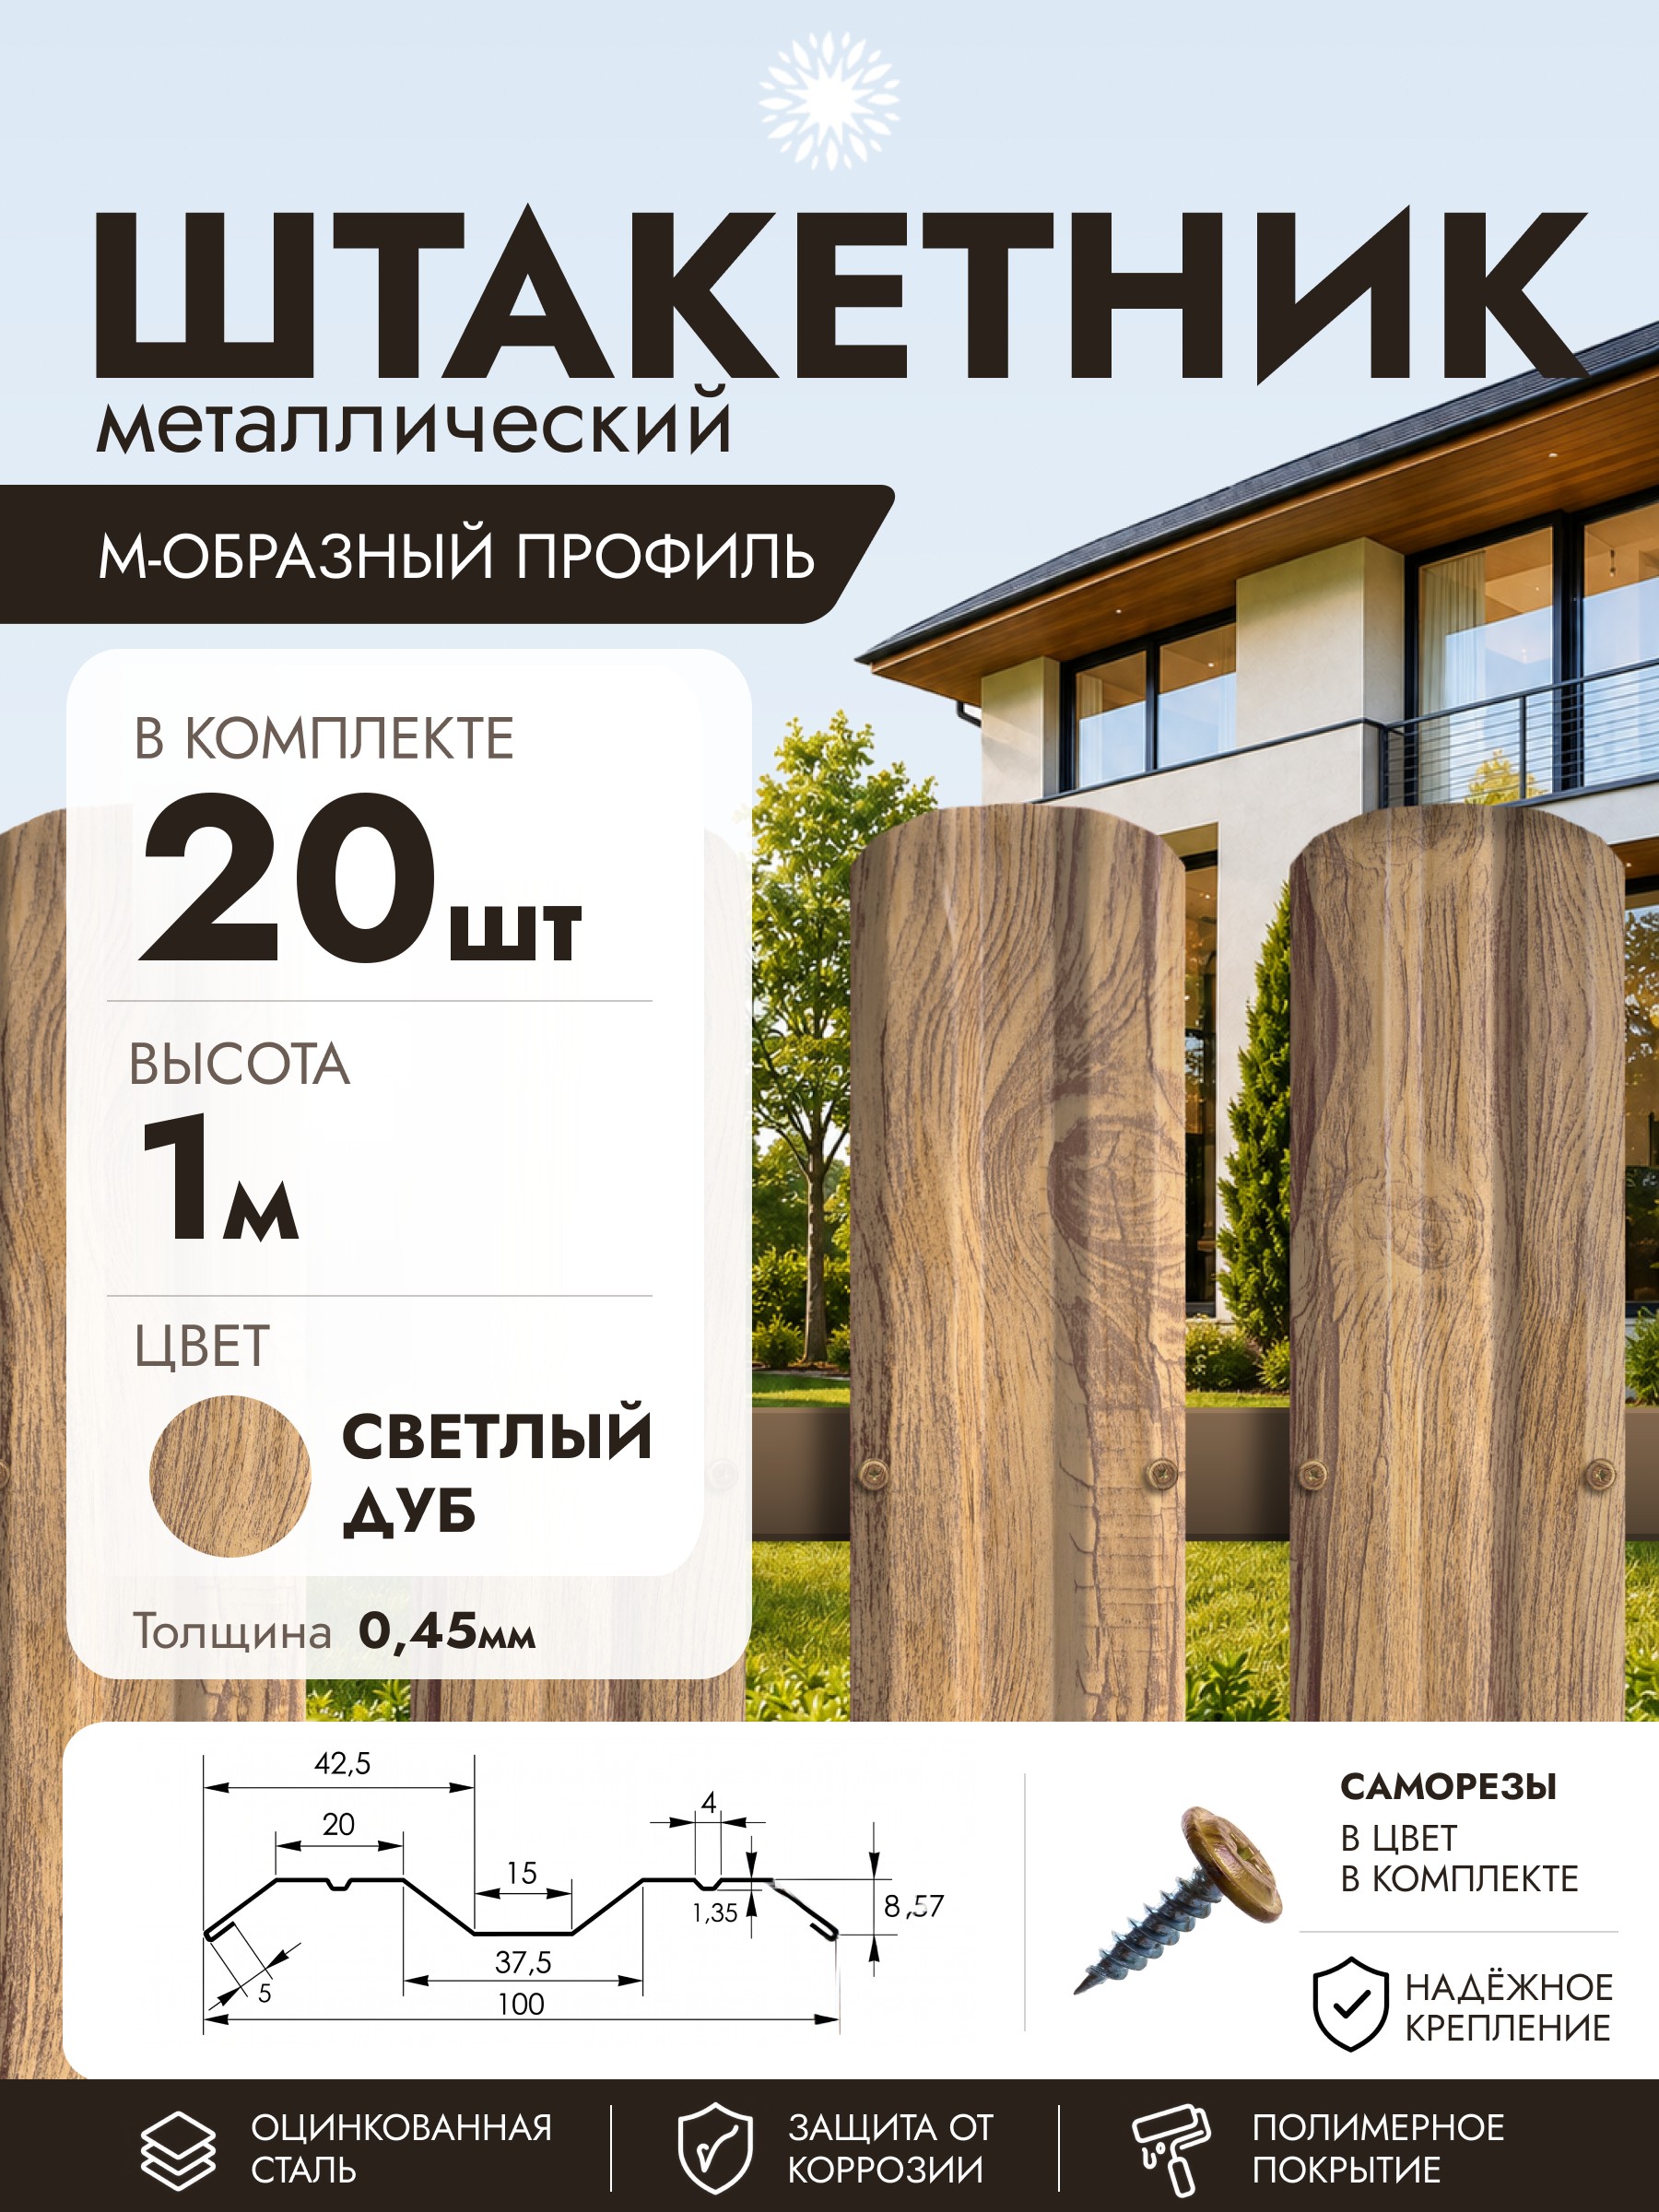 ШТАКЕТНИК
металлический
М-ОБРАЗНЫЙ ПРОФИЛЬ
В КОМПЛЕКТЕ
20шт
ВЫСОТА
1м
ЦВЕТ
СВЕТЛЫЙ
ДУБ
Толщина 0,45мм
42,5
20
15
4
1,35
8,57
37,5
5
100
САМОРЕЗЫ
В ЦВЕТ
В КОМПЛЕКТЕ
НАДЁЖНОЕ
КРЕПЛЕНИЕ
ОЦИНКОВАННАЯ
СТАЛЬ
ЗАЩИТА ОТ
КОРРОЗИИ
ПОЛИМЕРНОЕ
ПОКРЫТИЕ